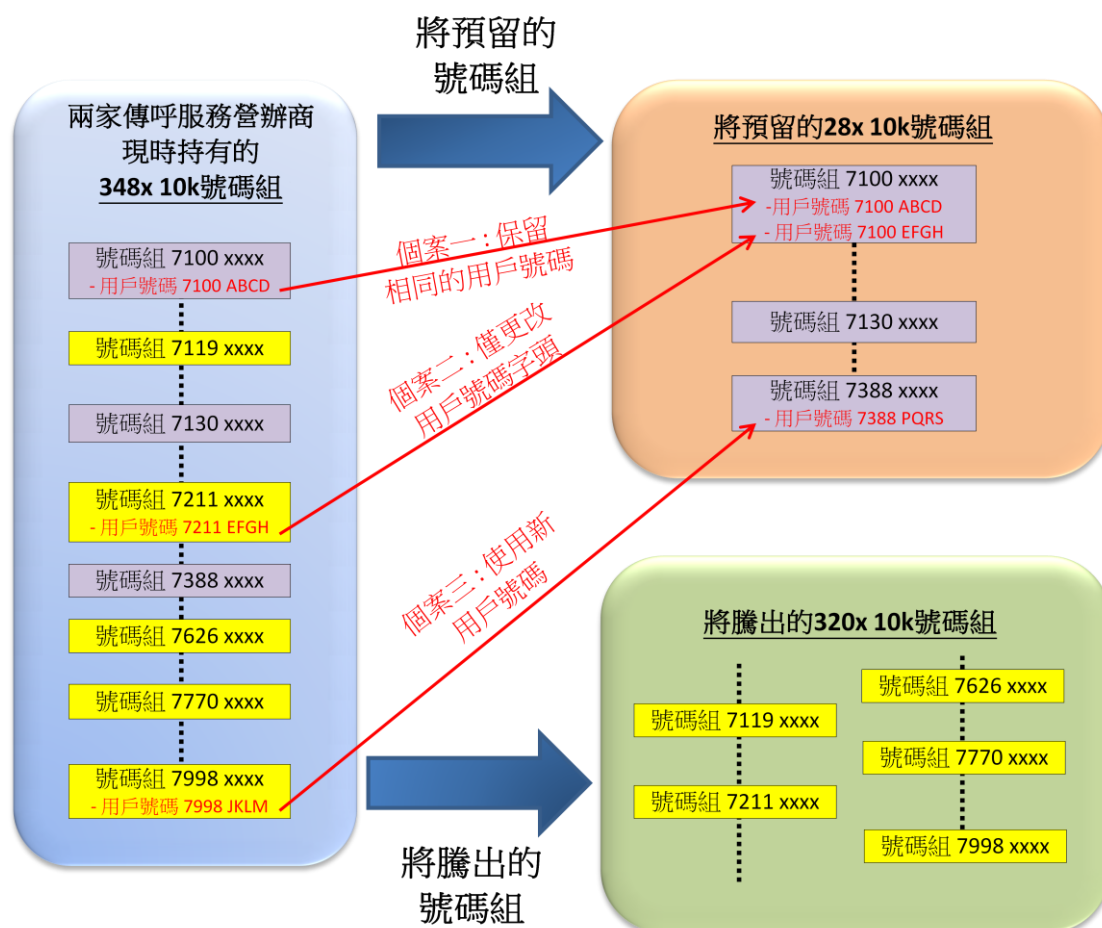 將預留的
號碼組
兩家傳呼服務營辦商
現時持有的
348x 10k號碼組
號碼組 7100 xxxx
- 用戶號碼 7100 ABCD
號碼組 7119 xxxx
號碼組 7130 xxxx
號碼組 7211 xxxx
- 用戶號碼 7211 EFGH
號碼組 7388 xxxx
號碼組 7626 xxxx
號碼組 7770 xxxx
號碼組 7998 xxxx
- 用戶號碼 7998 JKLM
個案一 : 保留
相同的用戶號碼
個案二 : 僅更改
用戶號碼字頭
個案三 : 使用新
用戶號碼
將預留的28x 10k號碼組
號碼組 7100 xxxx
-用戶號碼 7100 ABCD
- 用戶號碼 7100 EFGH
號碼組 7130 xxxx
號碼組 7388 xxxx
- 用戶號碼 7388 PQRS
將騰出的320x 10k號碼組
號碼組 7119 xxxx
號碼組 7211 xxxx
號碼組 7626 xxxx
號碼組 7770 xxxx
號碼組 7998 xxxx
將騰出的
號碼組